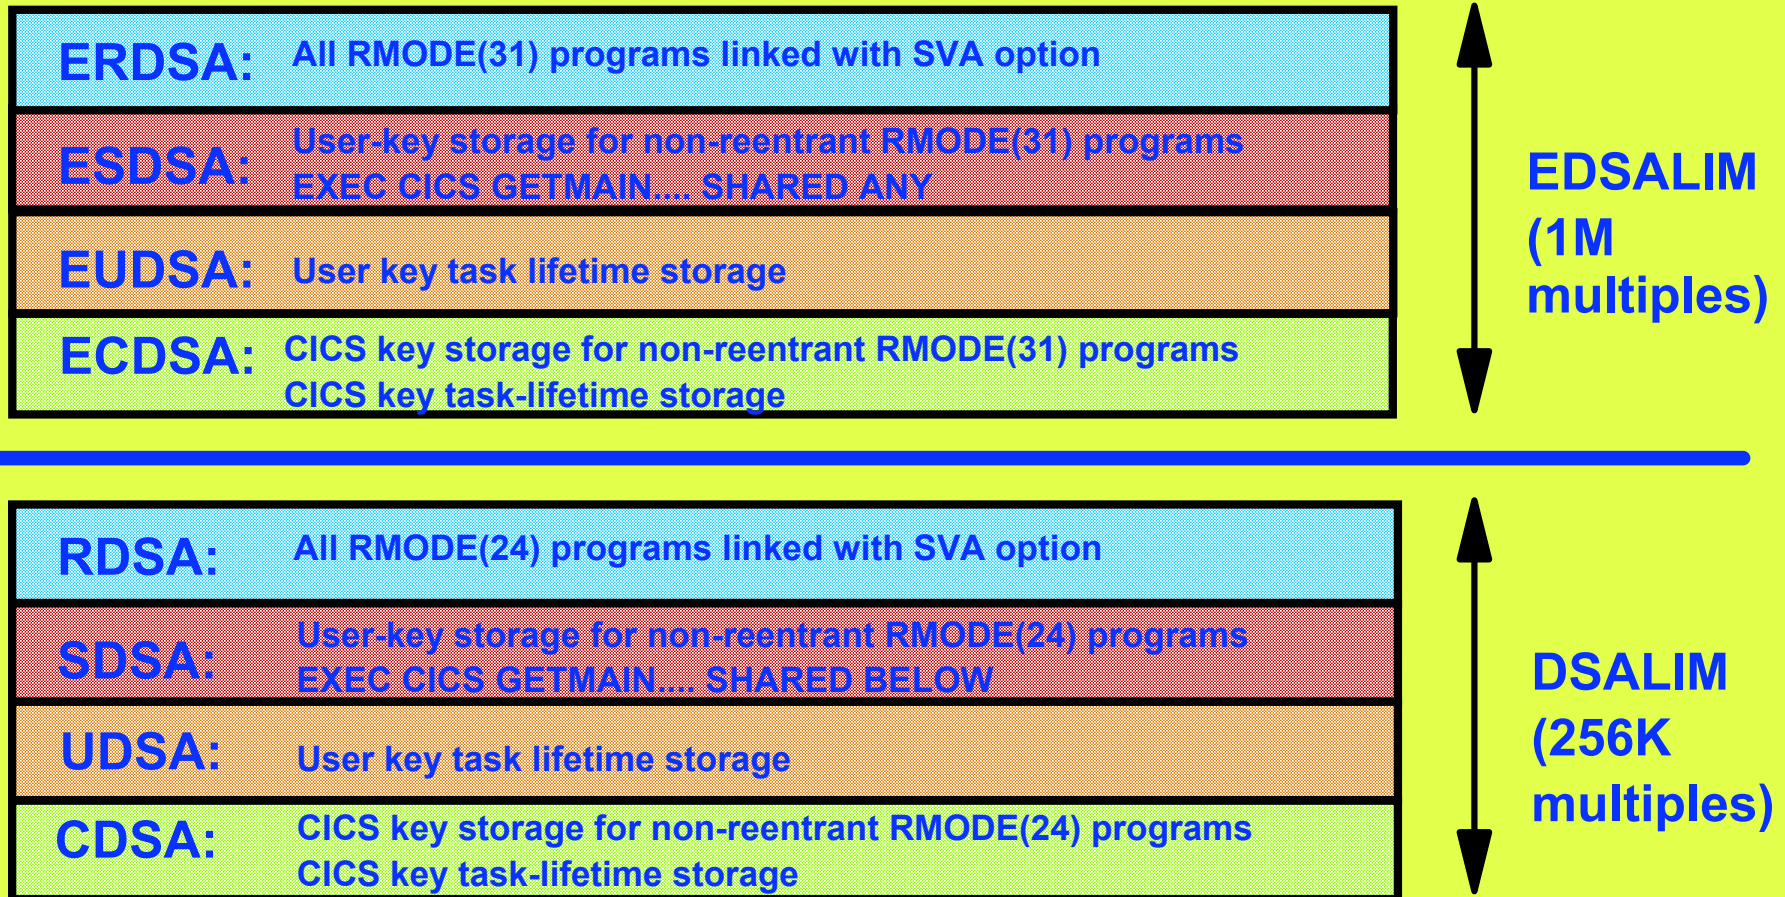 ERDSA: All RMODE(31) programs linked with SVA option
ESDSA: User-key storage for non-reentrant RMODE(31) programs
EXEC CICS GETMAIN.... SHARED ANY
EUDSA: User key task lifetime storage
ECDSA: CICS key storage for non-reentrant RMODE(31) programs
CICS key task-lifetime storage
EDSALIM
(1M
multiples)
RDSA: All RMODE(24) programs linked with SVA option
SDSA: User-key storage for non-reentrant RMODE(24) programs
EXEC CICS GETMAIN.... SHARED BELOW
UDSA: User key task lifetime storage
CDSA: CICS key storage for non-reentrant RMODE(24) programs
CICS key task-lifetime storage
DSALIM
(256K
multiples)